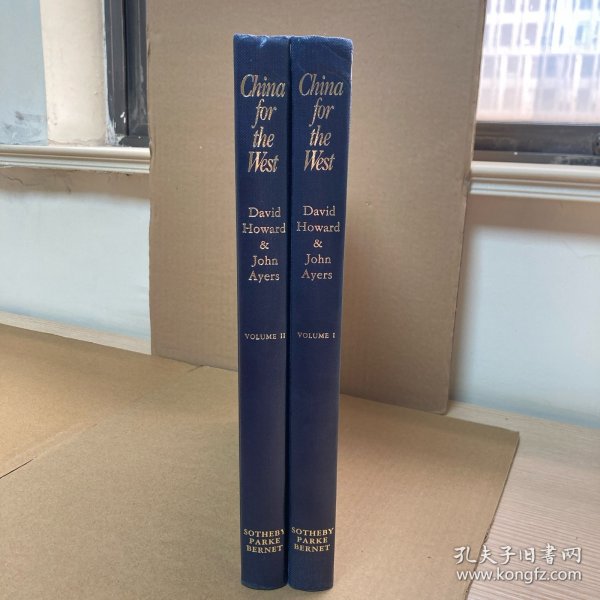 China
for
the
West
David
Howard
&
John
Ayers
VOLUME II
SOTHEBY
PARKE
BERNET
China
for
the
West
David
Howard
&
John
Ayers
VOLUME I
SOTHEBY
PARKE
BERNET
孔夫子旧书网
www.kongfz.com